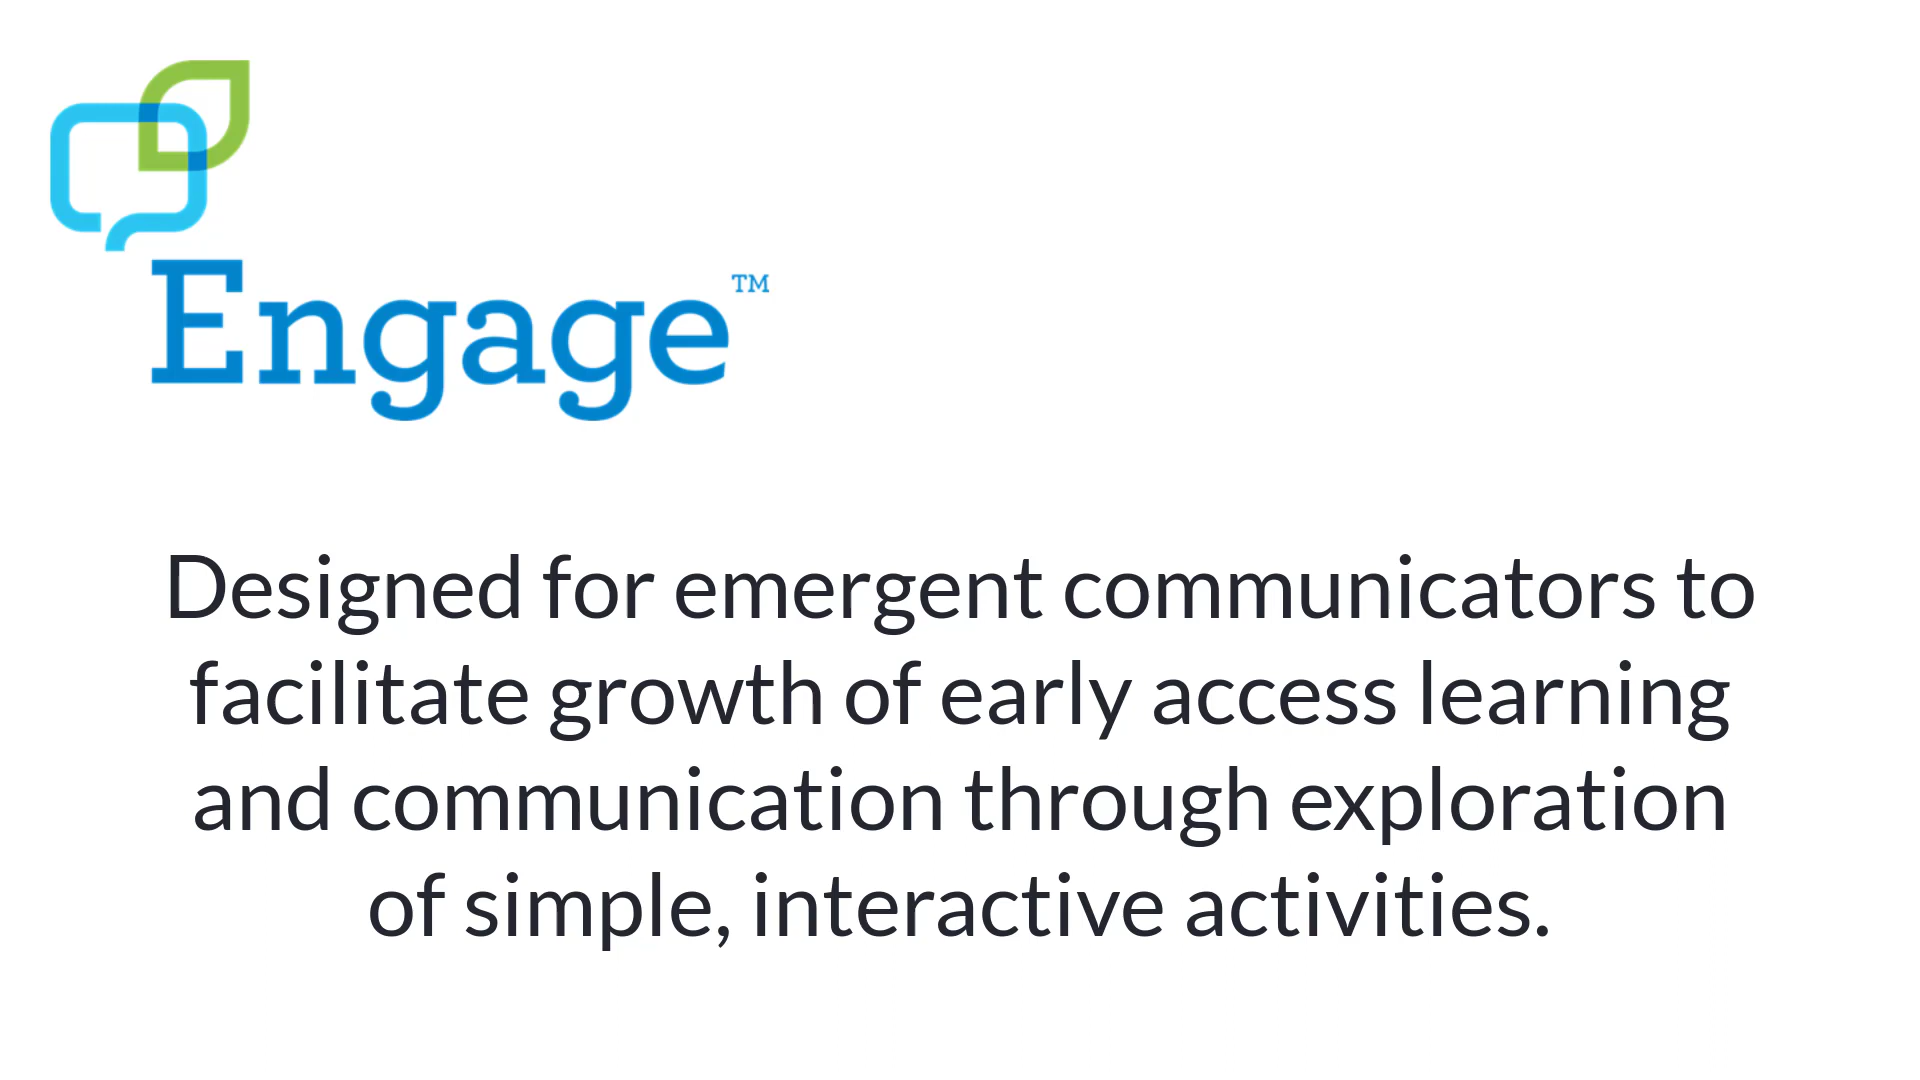 Engage™
Designed for emergent communicators to
facilitate growth of early access learning
and communication through exploration
of simple, interactive activities.